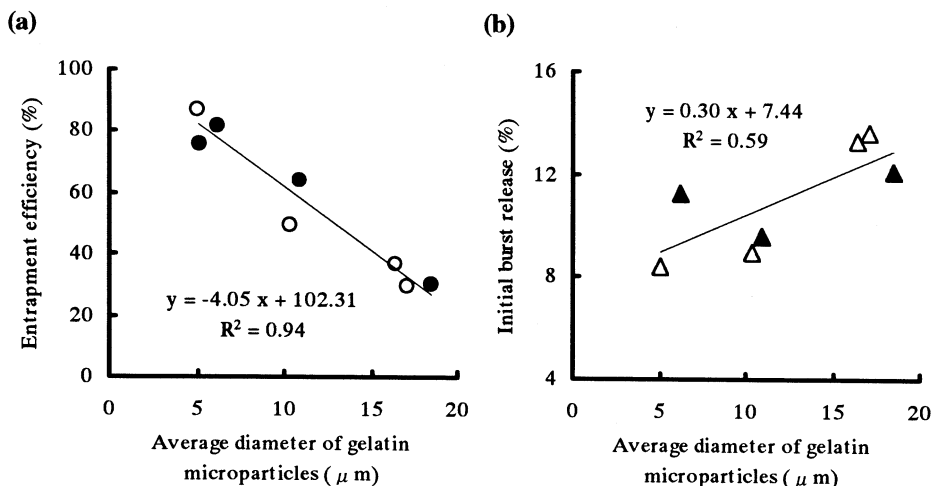 (a)
100
80
60
40
20
0
Entrapment efficiency (%)
y = -4.05 x + 102.31
R² = 0.94
0 5 10 15 20
Average diameter of gelatin
microparticles ( μ m)
(b)
16
12
8
4
Initial burst release (%)
y = 0.30 x + 7.44
R² = 0.59
0 5 10 15 20
Average diameter of gelatin
microparticles ( μ m)